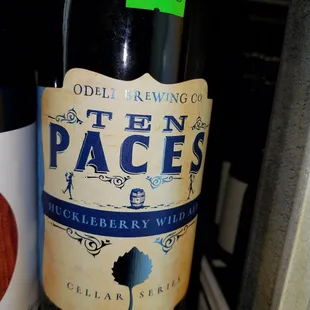 ODELL BREWING CO
TEN
PACES
HUCKLEBERRY WILD ALE
CELLAR SERIES